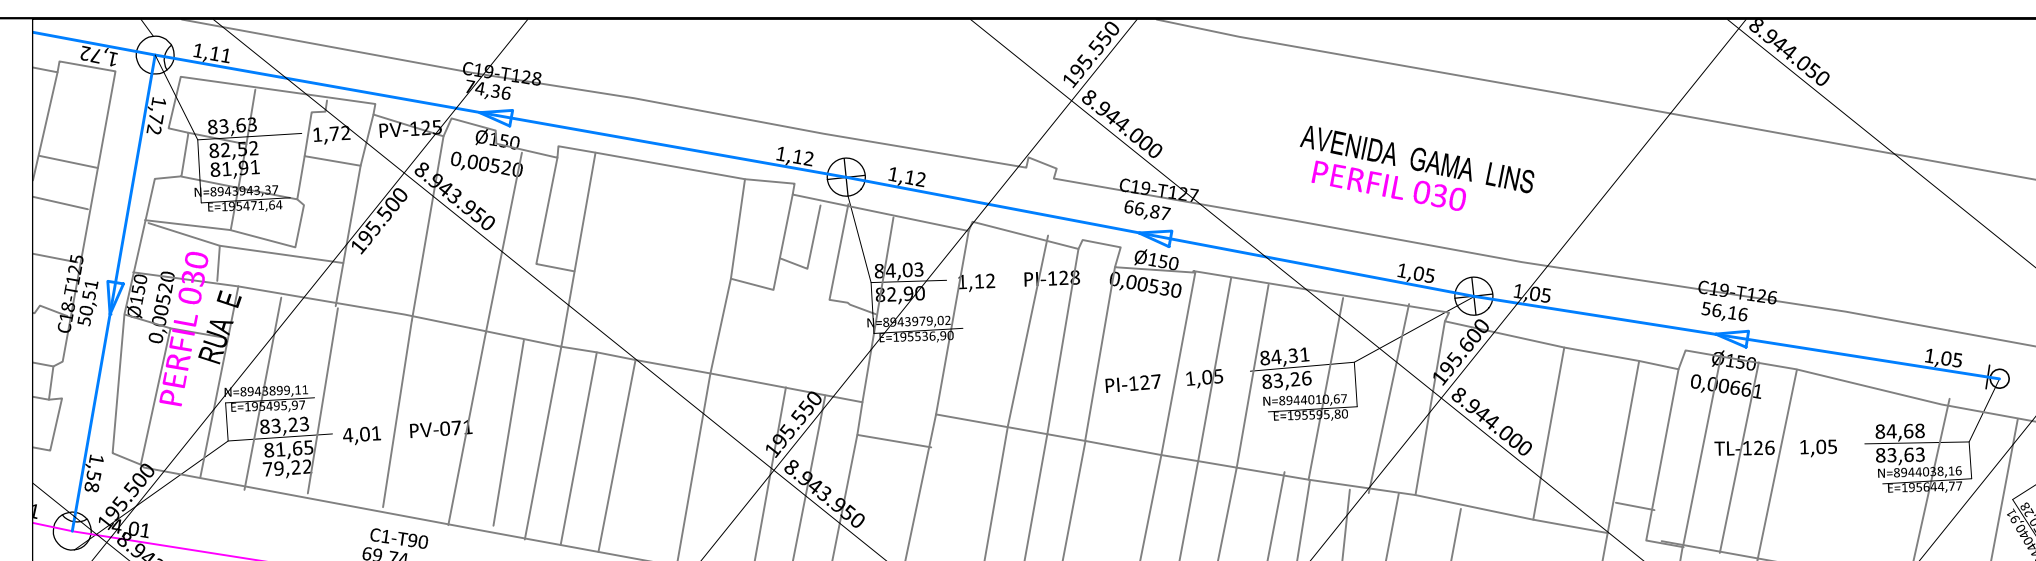 1,72
1,11
C19-T128
74,36
Ø150
0,00520
1,12
1,12
C19-T127
66,87
Ø150
0,00530
1,05
1,05
C19-T126
56,16
Ø150
0,00661
1,05
195.550
8.944.000
8.944.050
AVENIDA GAMA LINS
PERFIL 030
1,72
83,63
82,52
81,91
N=8943943,37
E=195471,64
1,72
PV-125
8.943.950
195.500
84,03
82,90
N=8943979,02
E=195536,90
1,12
PI-128
C18-T125
50,51
Ø150
0,00520
PERFIL 030
RUA E
N=8943899,11
E=195495,97
83,23
81,65
79,22
4,01
PV-071
1,58
195.500
4,01
C1-T90
69,74
195.550
8.943.950
PI-127
1,05
84,31
83,26
N=8944010,67
E=195595,80
195.600
8.944.000
TL-126
1,05
84,68
83,63
N=8944038,16
E=195644,77